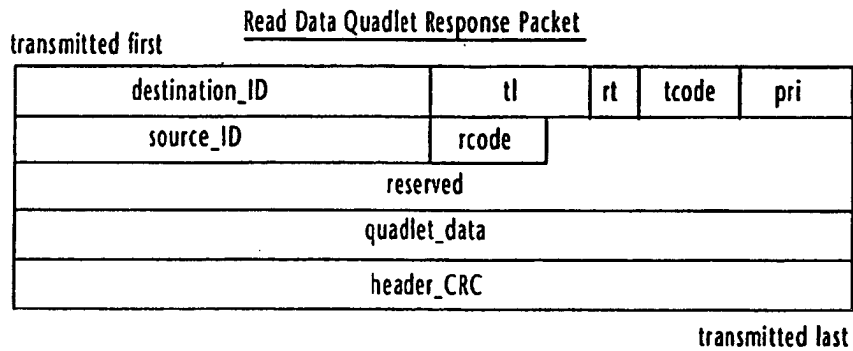 Read Data Quadlet Response Packet
transmitted first
destination_ID tl rt tcode pri
source_ID rcode
reserved
quadlet_data
header_CRC
transmitted last